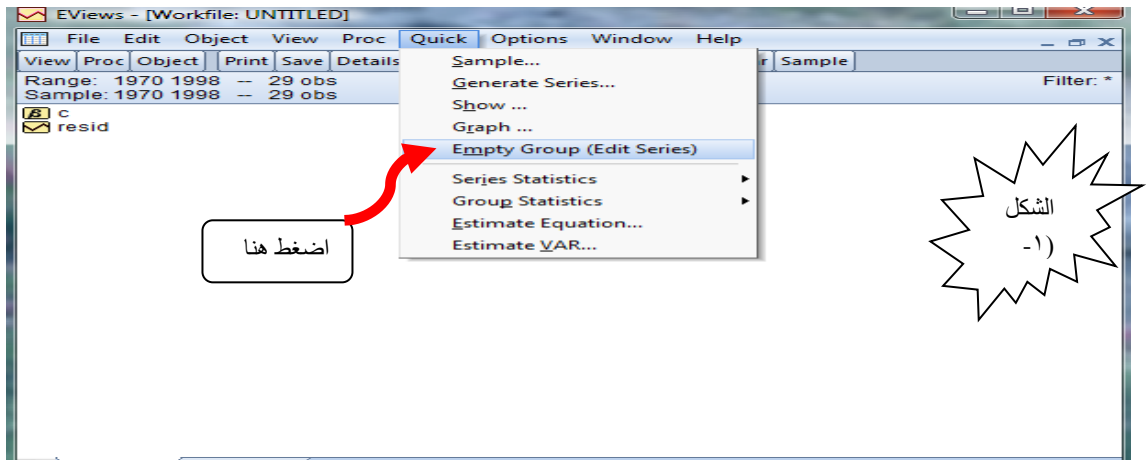 EViews - [Workfile: UNTITLED]
File Edit Object View Proc Quick Options Window Help
View Proc Object Print Save Details Sample
Range: 1970 1998 -- 29 obs
Filter: *
Sample: 1970 1998 -- 29 obs
c
resid
Sample...
Generate Series...
Show ...
Graph ...
Empty Group (Edit Series)
Series Statistics
Group Statistics
Estimate Equation...
Estimate VAR...
اضغط هنا
الشكل
(١-